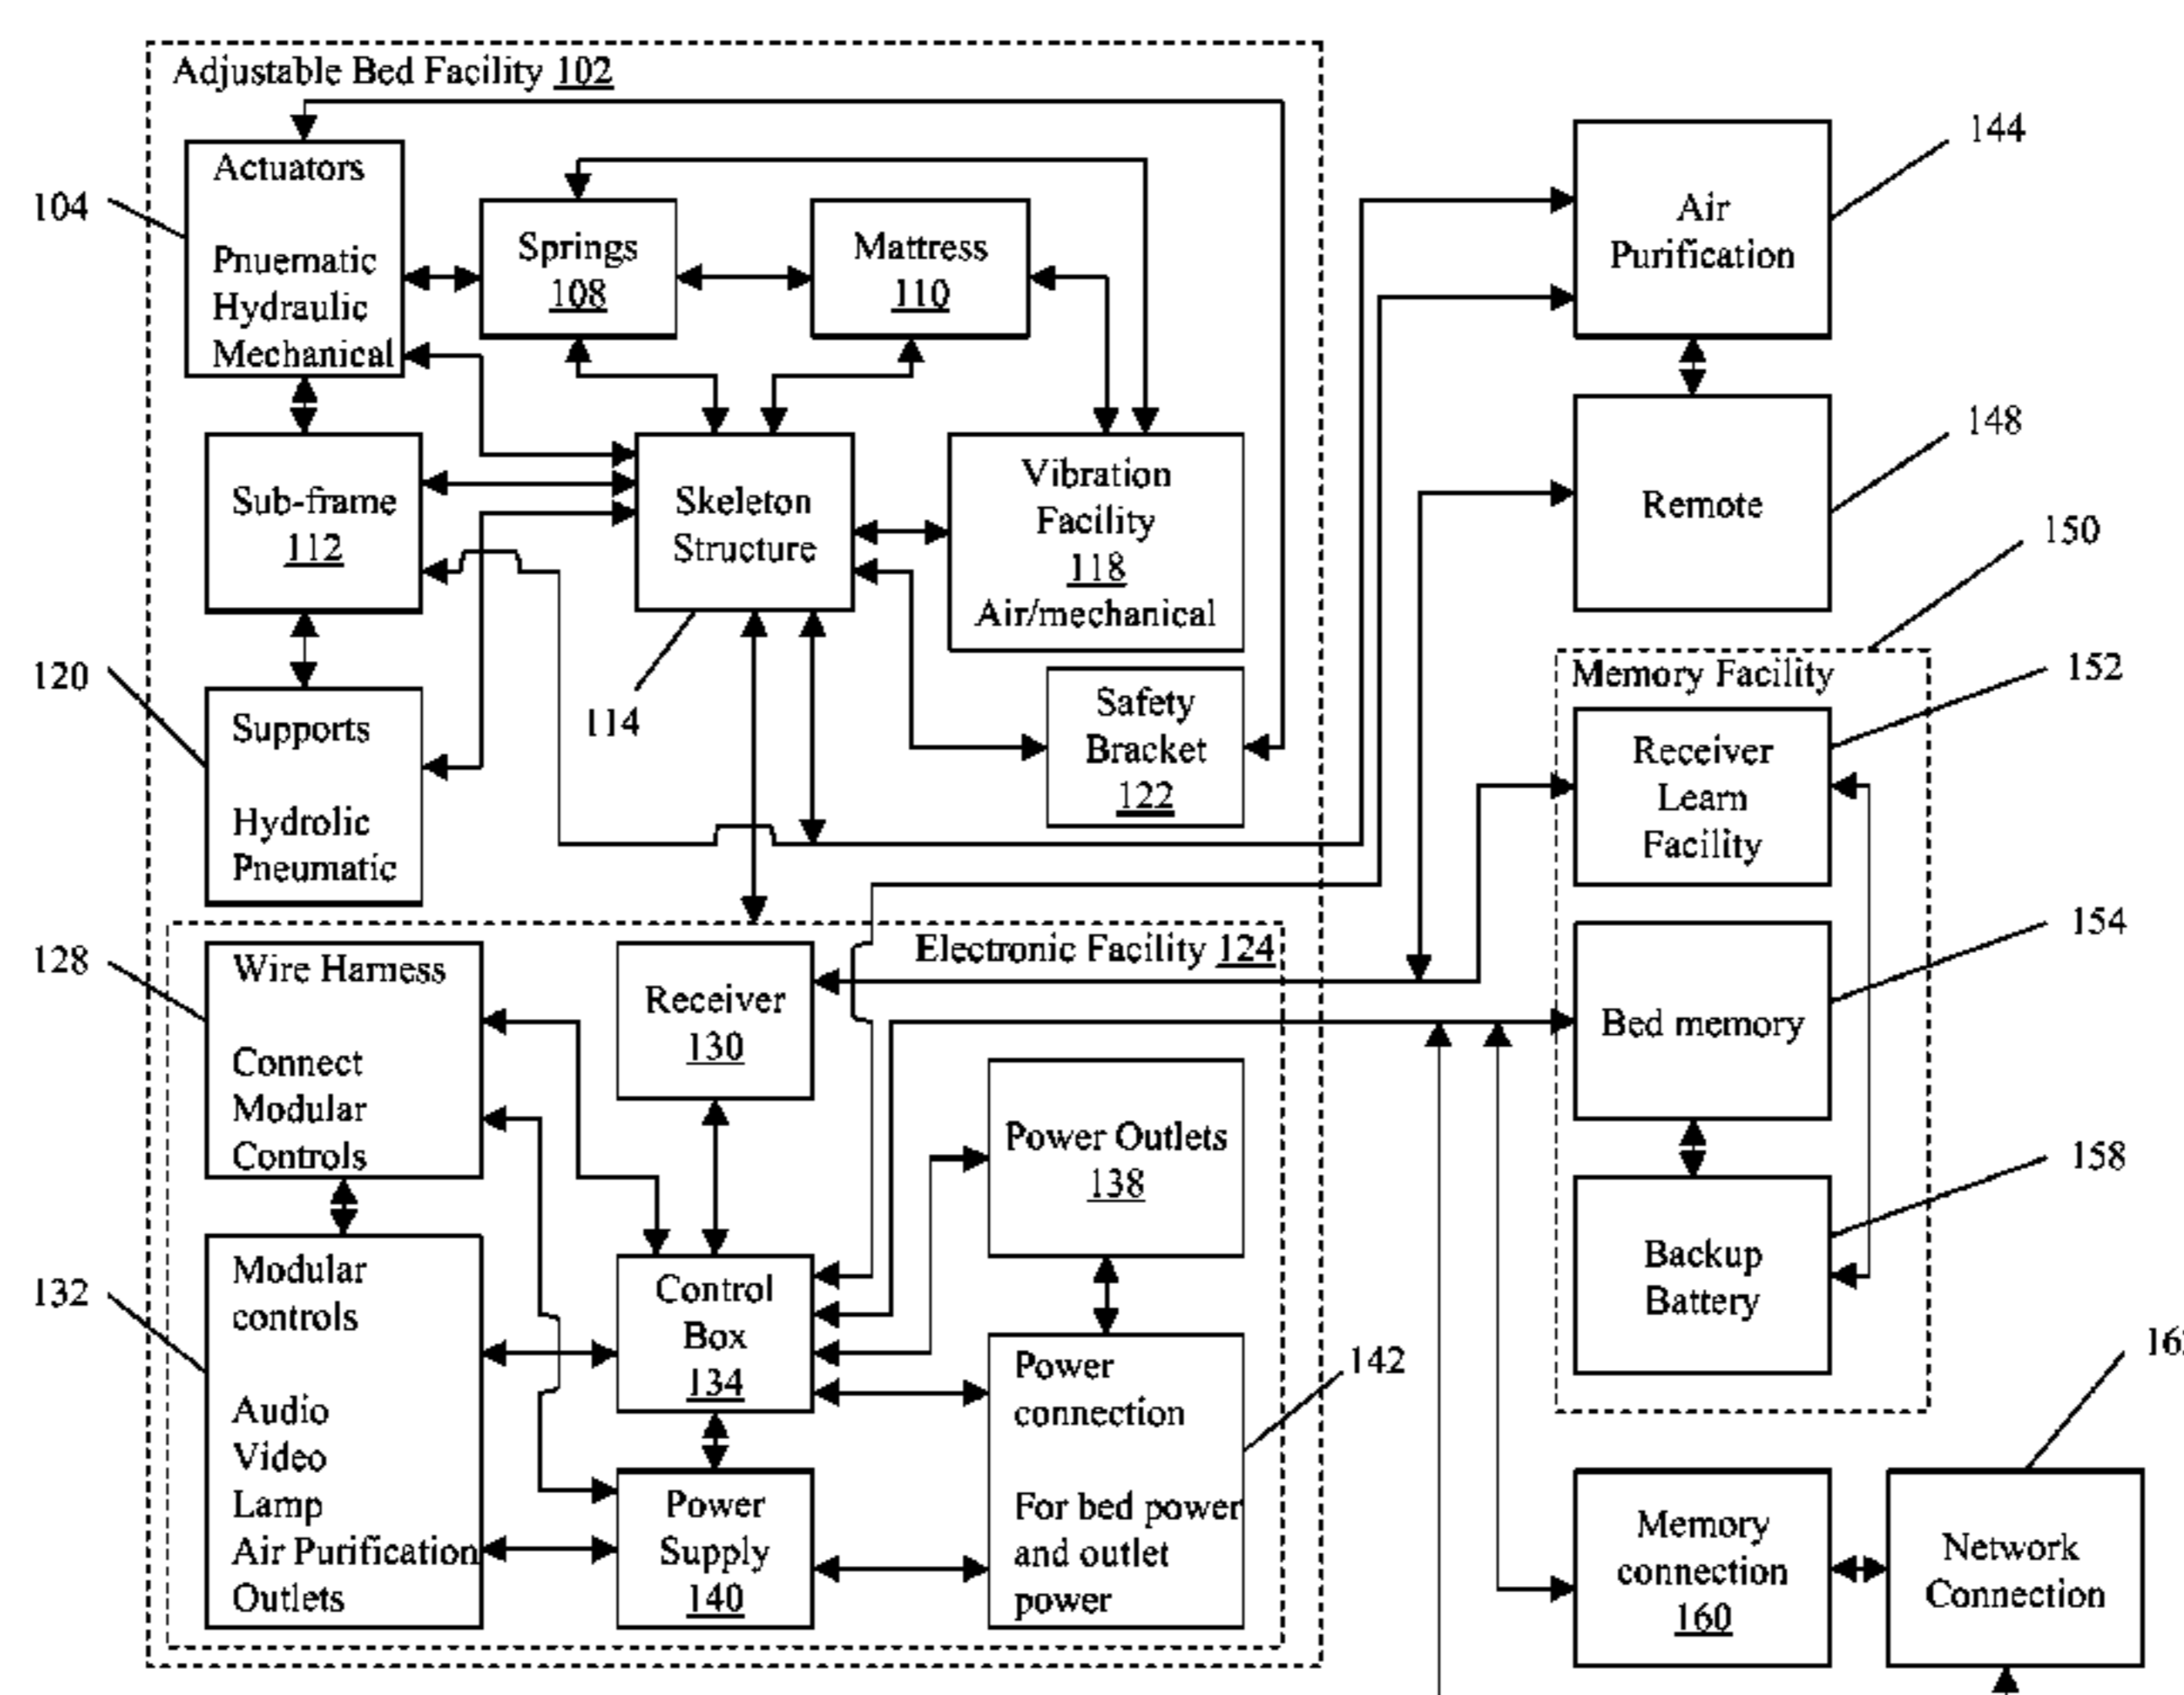 Adjustable Bed Facility 102
Actuators
Pnuematic
Hydraulic
Mechanical
104
Springs
108
Mattress
110
Air
Purification
144
Remote
148
Sub-frame
112
Skeleton
Structure
114
Vibration
Facility
118
Air/mechanical
150
Memory Facility
Receiver
Learn
Facility
152
120
Supports
Hydrolic
Pneumatic
Safety
Bracket
122
Electronic Facility 124
128
Wire Harness
Connect
Modular
Controls
Receiver
130
Bed memory
154
Power Outlets
138
Backup
Battery
158
132
Modular
controls
Audio
Video
Lamp
Air Purification
Outlets
Control
Box
134
Power
connection
For bed power
and outlet
power
142
Power
Supply
140
Memory
connection
160
Network
Connection